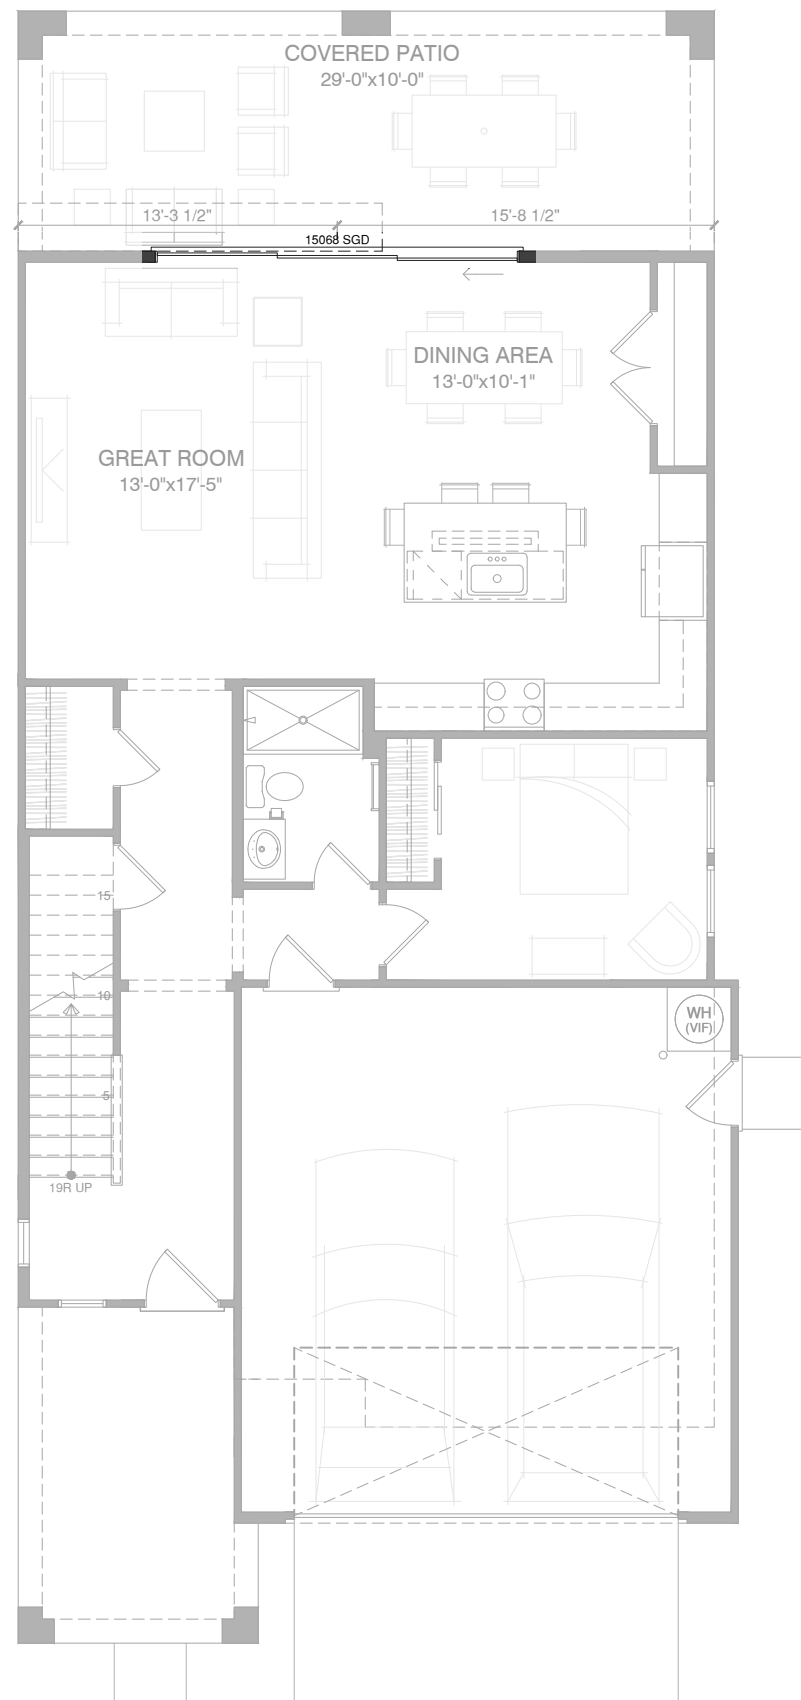 COVERED PATIO
29'-0"x10'-0"
13'-3 1/2"
15'-8 1/2"
15068 SGD
DINING AREA
13'-0"x10'-1"
GREAT ROOM
13'-0"x17'-5"
15
10
WH
(VIF)
5
19R UP